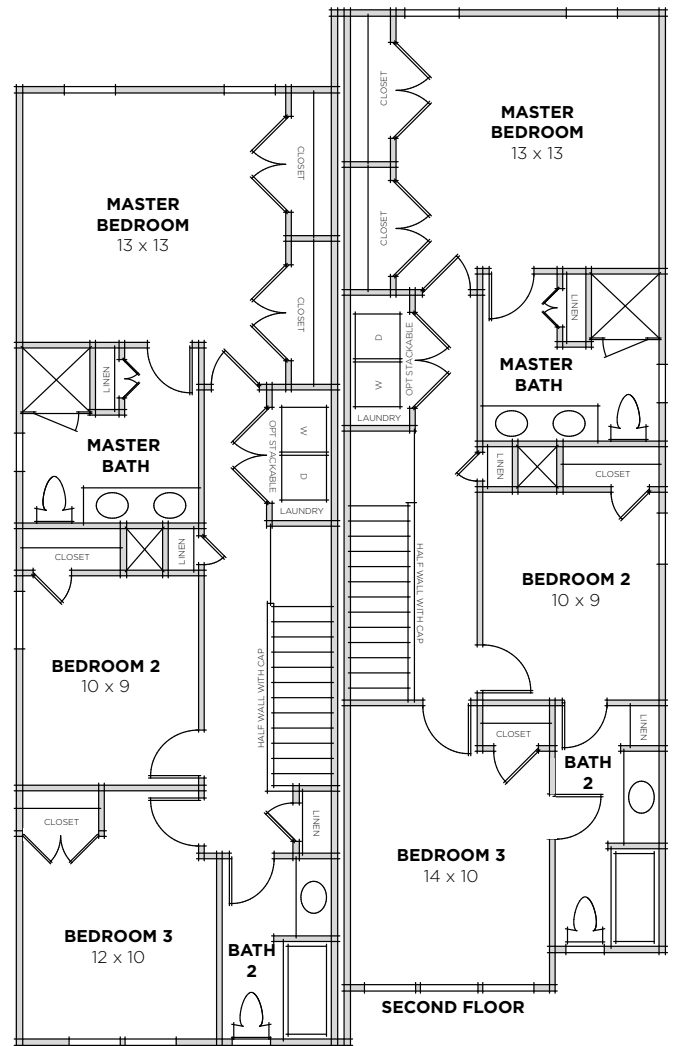 MASTER
BEDROOM
13 x 13
CLOSET
CLOSET
LINEN
MASTER
BATH
OPT STACKABLE
W
D
LAUNDRY
CLOSET
LINEN
BEDROOM 2
10 x 9
HALF WALL WITH CAP
CLOSET
LINEN
BEDROOM 3
12 x 10
BATH
2
CLOSET
MASTER
BEDROOM
13 x 13
CLOSET
LINEN
D
W
OPT STACKABLE
LAUNDRY
MASTER
BATH
LINEN
CLOSET
HALF WALL WITH CAP
BEDROOM 2
10 x 9
CLOSET
LINEN
BATH
2
BEDROOM 3
14 x 10
SECOND FLOOR